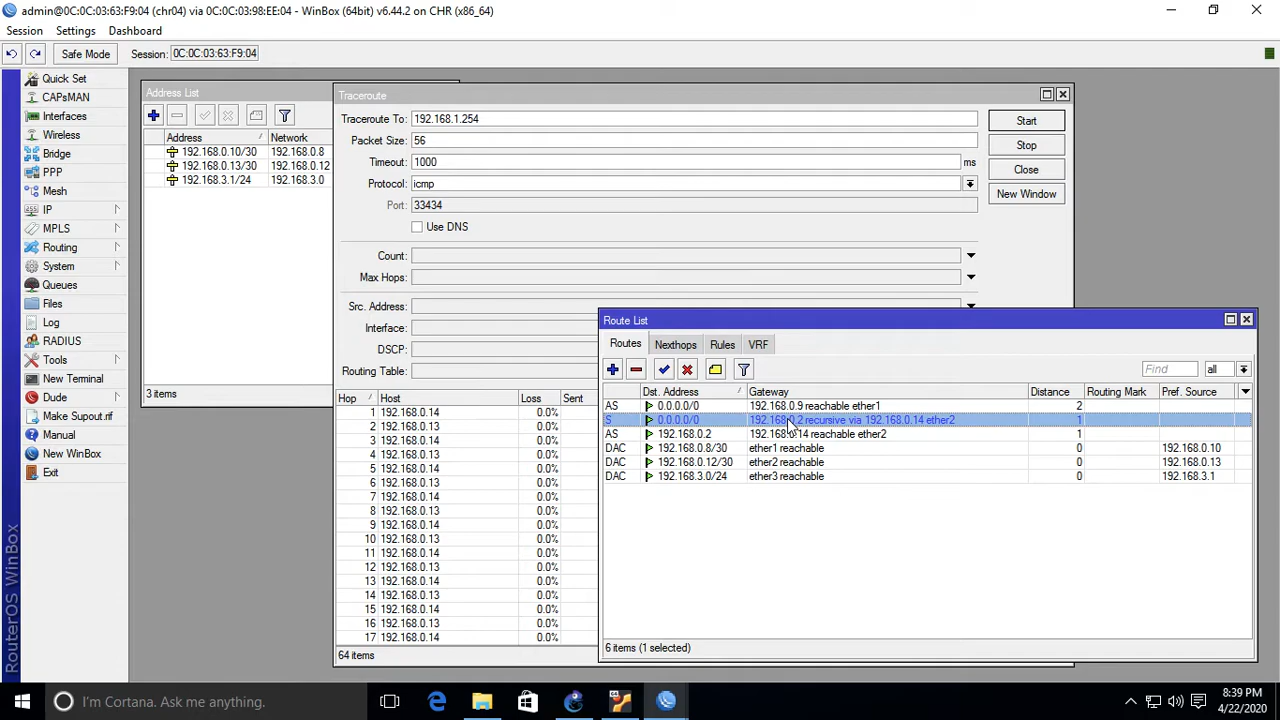 admin@0C:0C:03:63:F9:04 (chr04) via 0C:0C:03:98:EE:04 - WinBox (64bit) v6.44.2 on CHR (x86_64)
Session Settings Dashboard
Safe Mode Session: 0C:0C:03:63:F9:04
Quick Set
CAPsMAN
Interfaces
Wireless
Bridge
PPP
Mesh
IP
MPLS
Routing
System
Queues
Files
Log
RADIUS
Tools
New Terminal
Dude
Make Supout.rif
Manual
New WinBox
Exit
RouterOS WinBox
Address List
Address Network
192.168.0.10/30 192.168.0.8
192.168.0.13/30 192.168.0.12
192.168.3.1/24 192.168.3.0
3 items
Traceroute
Traceroute To: 192.168.1.254
Packet Size: 56
Timeout: 1000 ms
Protocol: icmp
Port: 33434
Use DNS
Count:
Max Hops:
Src. Address:
Interface:
DSCP:
Routing Table:
Start
Stop
Close
New Window
Hop Host Loss Sent
1 192.168.0.14 0.0%
2 192.168.0.13 0.0%
3 192.168.0.14 0.0%
4 192.168.0.13 0.0%
5 192.168.0.14 0.0%
6 192.168.0.13 0.0%
7 192.168.0.14 0.0%
8 192.168.0.13 0.0%
9 192.168.0.14 0.0%
10 192.168.0.13 0.0%
11 192.168.0.14 0.0%
12 192.168.0.13 0.0%
13 192.168.0.14 0.0%
14 192.168.0.13 0.0%
15 192.168.0.14 0.0%
16 192.168.0.13 0.0%
17 192.168.0.14 0.0%
64 items
Route List
Routes Nexthops Rules VRF
Find all
Dst. Address Gateway Distance Routing Mark Pref. Source
AS 0.0.0.0/0 192.168.0.9 reachable ether1 2
S 0.0.0.0/0 192.168.0.2 recursive via 192.168.0.14 ether2 1
AS 192.168.0.2 192.168.0.14 reachable ether2 1
DAC 192.168.0.8/30 ether1 reachable 0 192.168.0.10
DAC 192.168.0.12/30 ether2 reachable 0 192.168.0.13
DAC 192.168.3.0/24 ether3 reachable 0 192.168.3.1
6 items (1 selected)
I'm Cortana. Ask me anything.
8:39 PM
4/22/2020